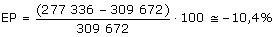 EP = (277 336 − 309 672) / 309 672 · 100 ≅ −10,4%